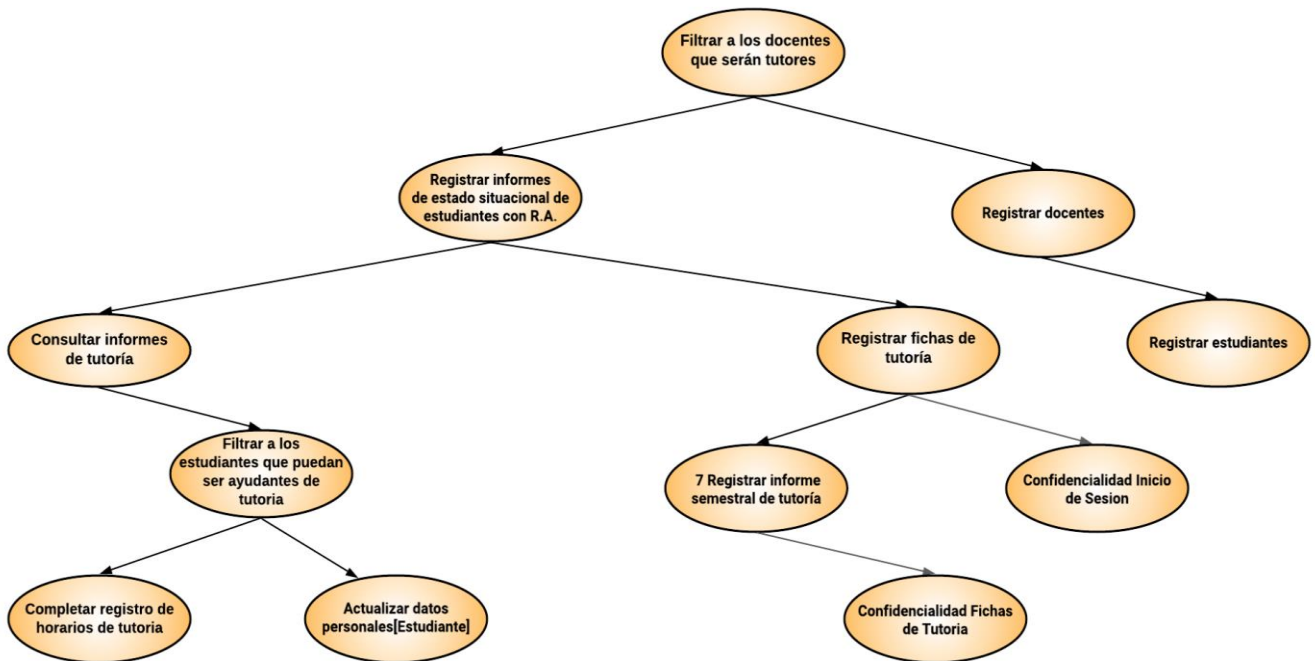 Filtrar a los docentes
que serán tutores
Registrar informes
de estado situacional de
estudiantes con R.A.
Registrar docentes
Consultar informes
de tutoría
Registrar fichas de
tutoría
Registrar estudiantes
Filtrar a los
estudiantes que puedan
ser ayudantes de
tutoria
7 Registrar informe
semestral de tutoría
Confidencialidad Inicio
de Sesion
Completar registro de
horarios de tutoria
Actualizar datos
personales[Estudiante]
Confidencialidad Fichas
de Tutoria